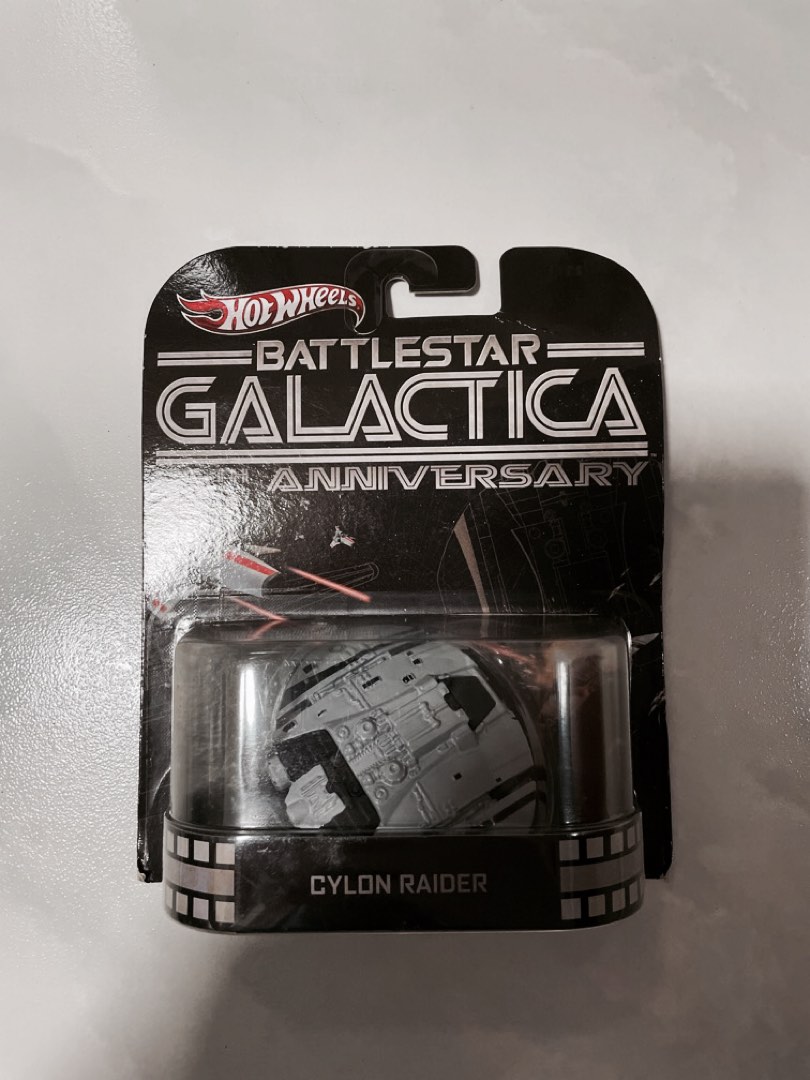 HOT WHEELS
BATTLESTAR
GALACTICA
ANNIVERSARY
CYLON RAIDER